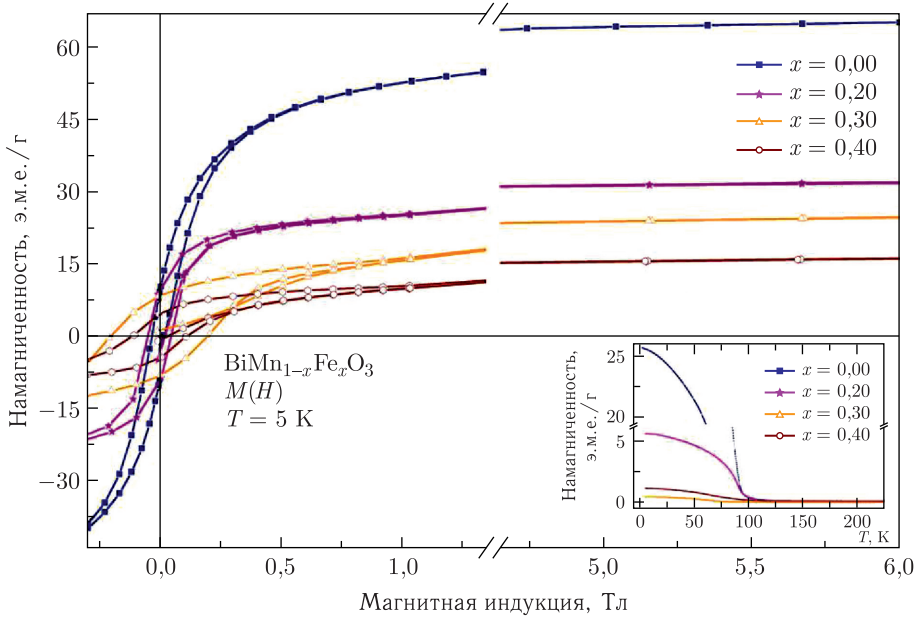 60
45
30
15
0
−15
−30
Намагниченность, э.м.е./г
x = 0,00
x = 0,20
x = 0,30
x = 0,40
BiMn1−xFexO3
M(H)
T = 5 K
Намагниченность,
э.м.е./г
25
20
5
0
x = 0,00
x = 0,20
x = 0,30
x = 0,40
0 50 100 150 200
T, К
0,0 0,5 1,0 5,0 5,5 6,0
Магнитная индукция, Тл